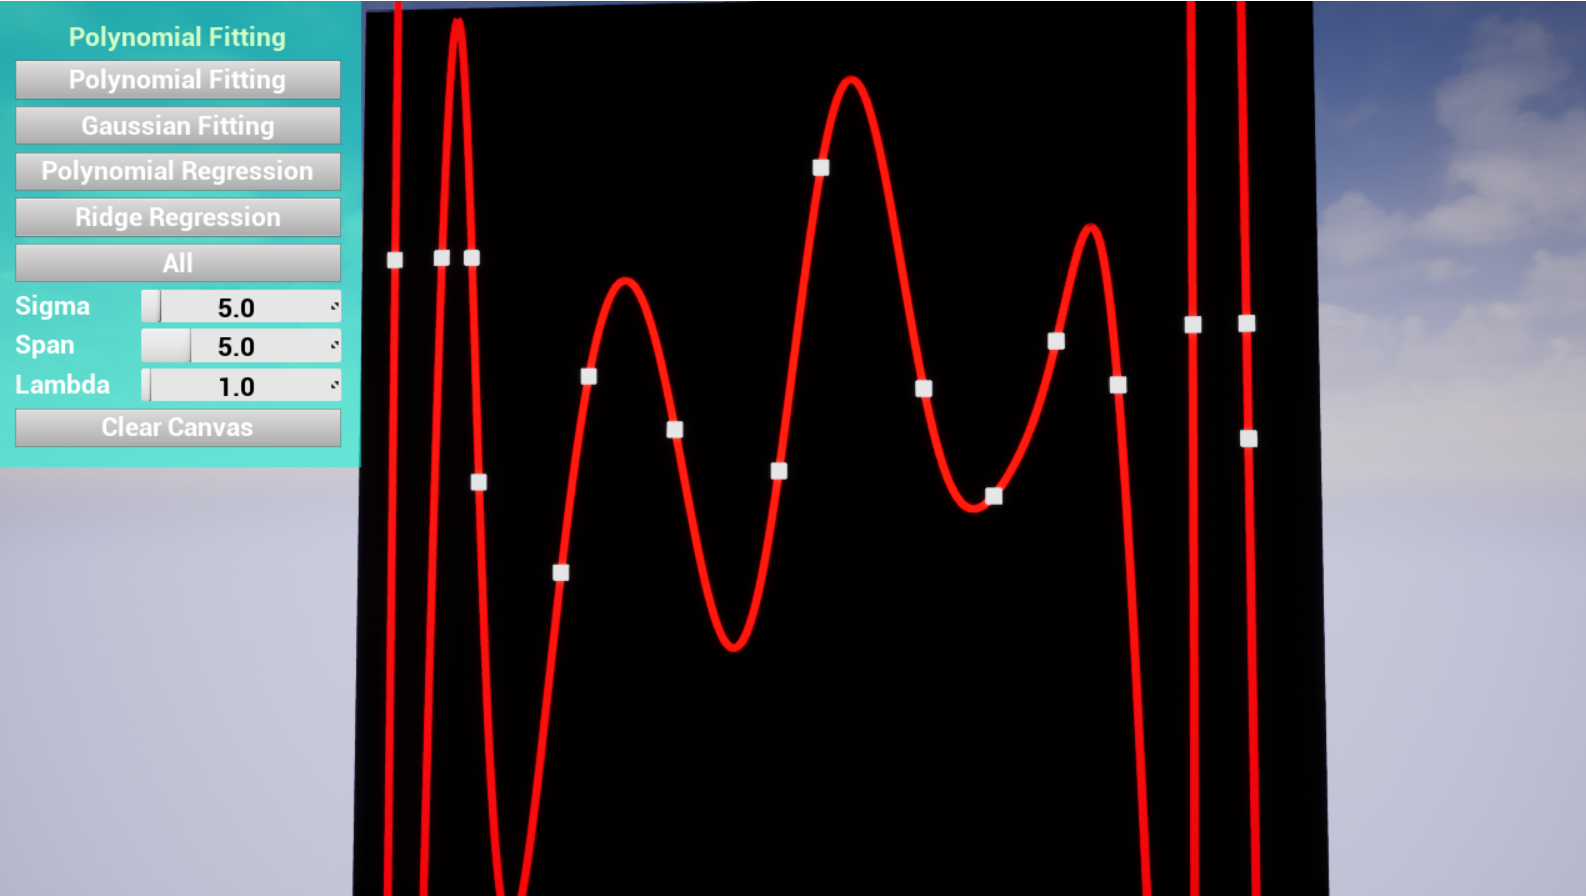 Polynomial Fitting
Polynomial Fitting
Gaussian Fitting
Polynomial Regression
Ridge Regression
All
Sigma 5.0
Span 5.0
Lambda 1.0
Clear Canvas